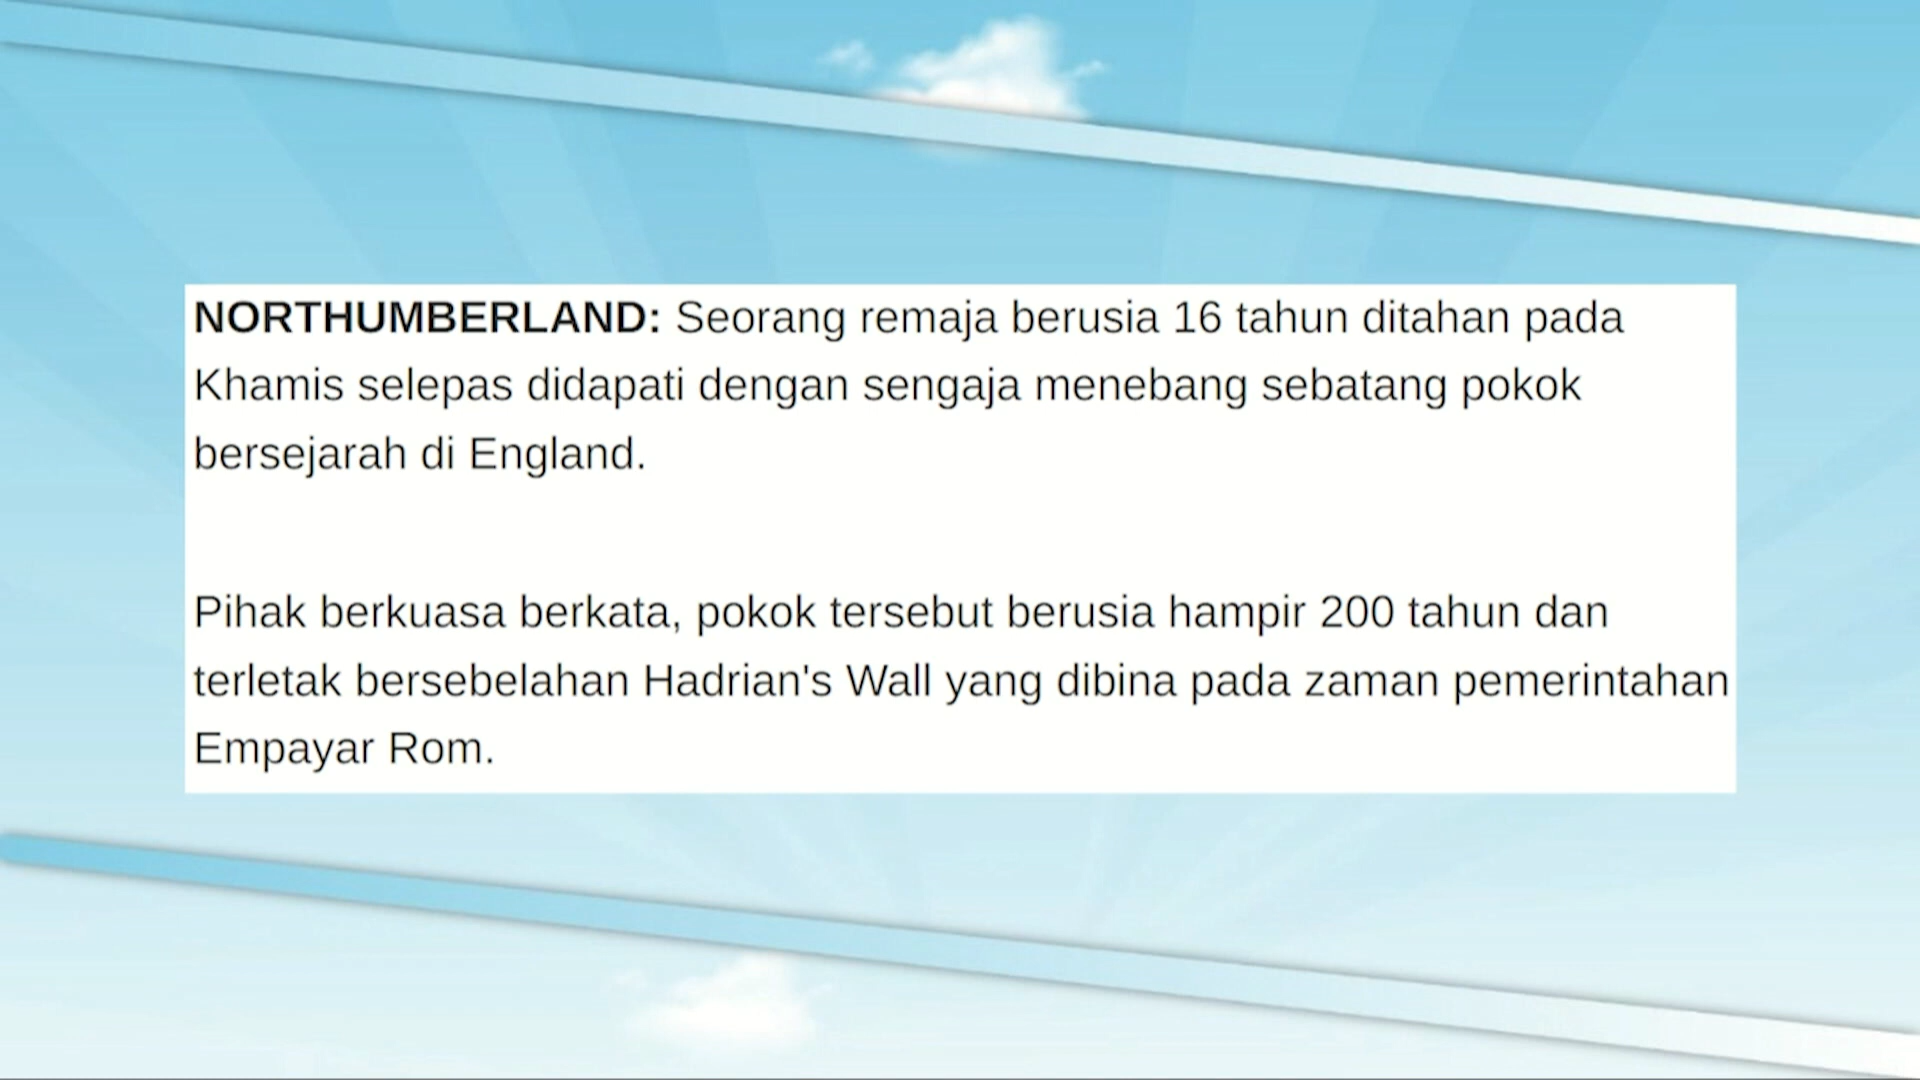 NORTHUMBERLAND: Seorang remaja berusia 16 tahun ditahan pada
Khamis selepas didapati dengan sengaja menebang sebatang pokok
bersejarah di England.
Pihak berkuasa berkata, pokok tersebut berusia hampir 200 tahun dan
terletak bersebelahan Hadrian's Wall yang dibina pada zaman pemerintahan
Empayar Rom.